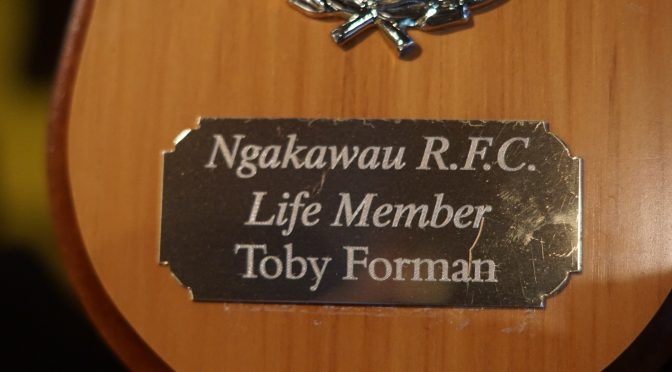 Ngakawau R.F.C.
Life Member
Toby Forman